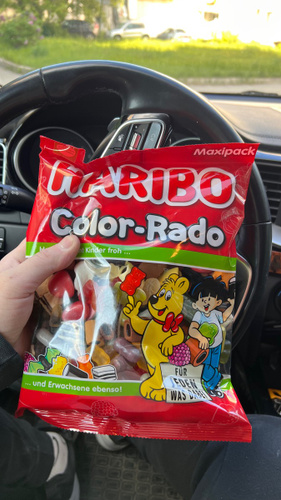 Maxipack
HARIBO
Color-Rado
Kinder froh ...
... und Erwachsene ebenso!
FÜR
JEDEN
WAS DABEI